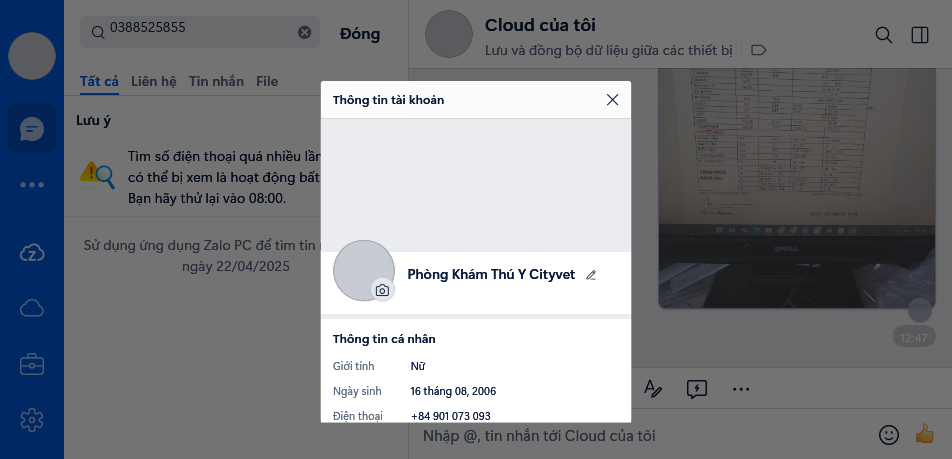 0388525855
Đóng
Tất cả
Liên hệ
Tin nhắn
File
Lưu ý
Tìm số điện thoại quá nhiều lần
có thể bị xem là hoạt động bất
Bạn hãy thử lại vào 08:00.
Sử dụng ứng dụng Zalo PC để tìm tin
ngày 22/04/2025
Cloud của tôi
Lưu và đồng bộ dữ liệu giữa các thiết bị
Thông tin tài khoản
Phòng Khám Thú Y Cityvet
Thông tin cá nhân
Giới tính
Nữ
Ngày sinh
16 tháng 08, 2006
Điện thoại
+84 901 073 093
DELL
12:47
Nhập @, tin nhắn tới Cloud của tôi